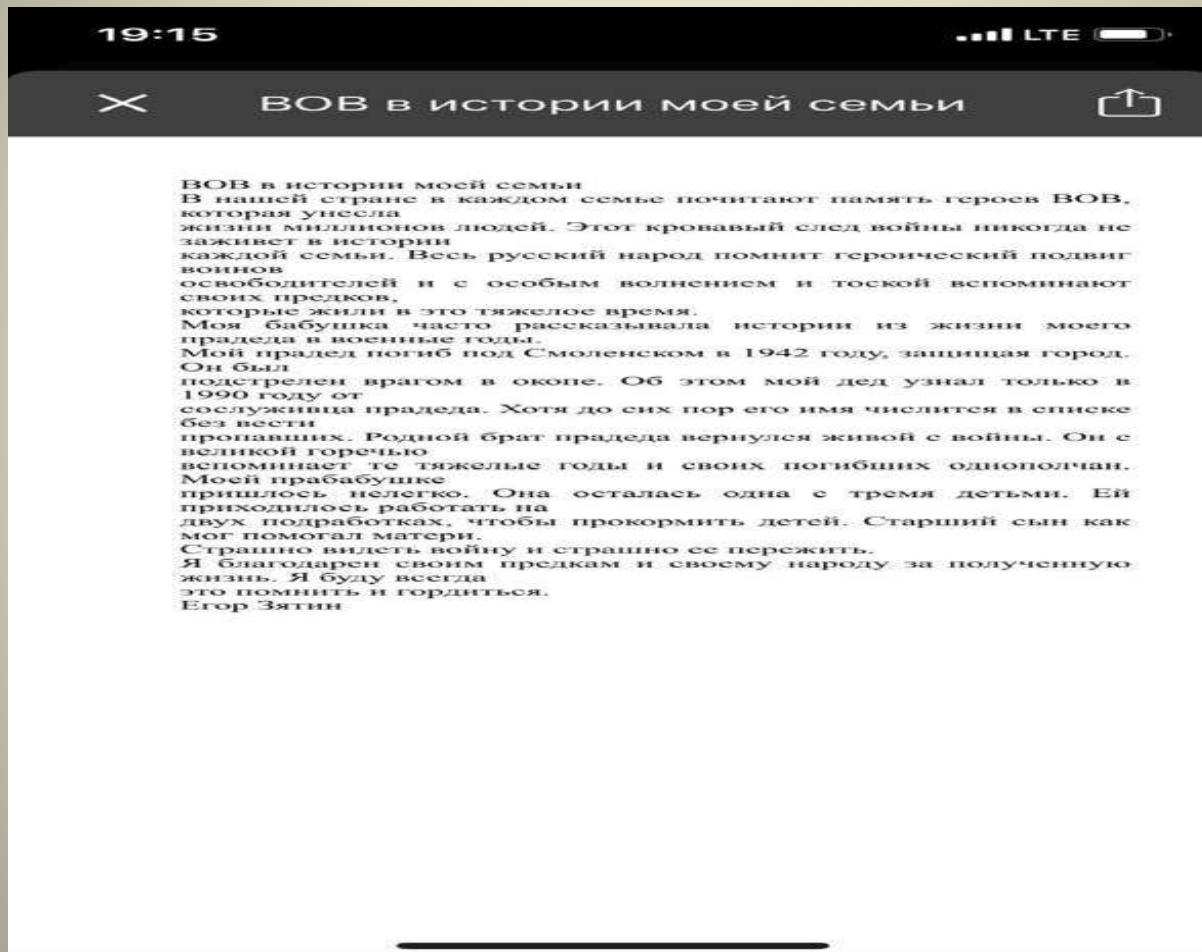 19:15
LTE
ВОВ в истории моей семьи
ВОВ в истории моей семьи
В нашей стране в каждом семье почитают память героев ВОВ,
которая унесла
жизни миллионов людей. Этот кровавый след войны никогда не
заживет в истории
каждой семьи. Весь русский народ помнит героический подвиг
воинов
освободителей и с особым волнением и тоской вспоминают
своих предков,
которые жили в это тяжелое время.
Моя бабушка часто рассказывала истории из жизни моего
прадеда в военные годы.
Мой прадед погиб под Смоленском в 1942 году, защищая город.
Он был
подстрелен врагом в окопе. Об этом мой дед узнал только в
1990 году от
сослуживца прадеда. Хотя до сих пор его имя числится в списке
без вести
пропавших. Родной брат прадеда вернулся живой с войны. Он с
великой горечью
вспоминает те тяжелые годы и своих погибших однополчан.
Моей прабабушке
пришлось нелегко. Она осталась одна с тремя детьми. Ей
приходилось работать на
двух подработках, чтобы прокормить детей. Старший сын как
мог помогал матери.
Страшно видеть войну и страшно ее пережить.
Я благодарен своим предкам и своему народу за полученную
жизнь. Я буду всегда
это помнить и гордиться.
Егор Зятин